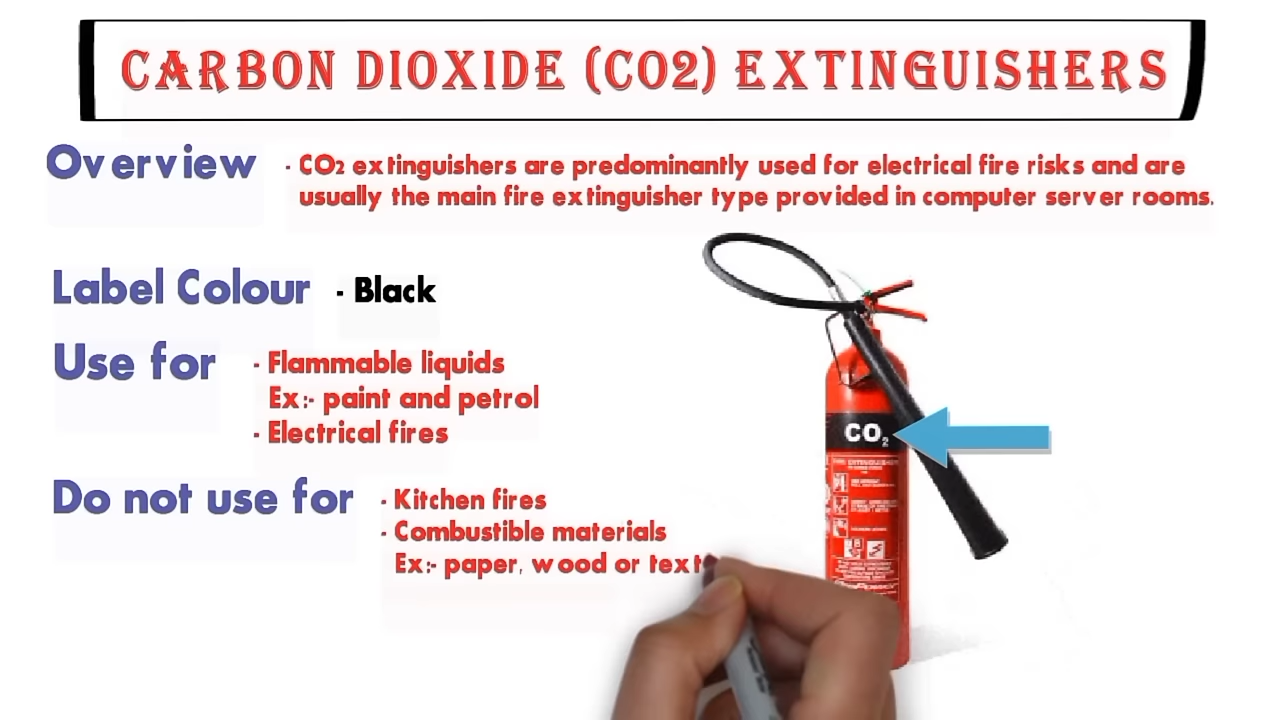 CARBON DIOXIDE (CO2) EXTINGUISHERS
Overview
- CO2 extinguishers are predominantly used for electrical fire risks and are
usually the main fire extinguisher type provided in computer server rooms.
Label Colour - Black
Use for
- Flammable liquids
Ex:- paint and petrol
- Electrical fires
Do not use for
- Kitchen fires
- Combustible materials
Ex:- paper, wood or text
CO2